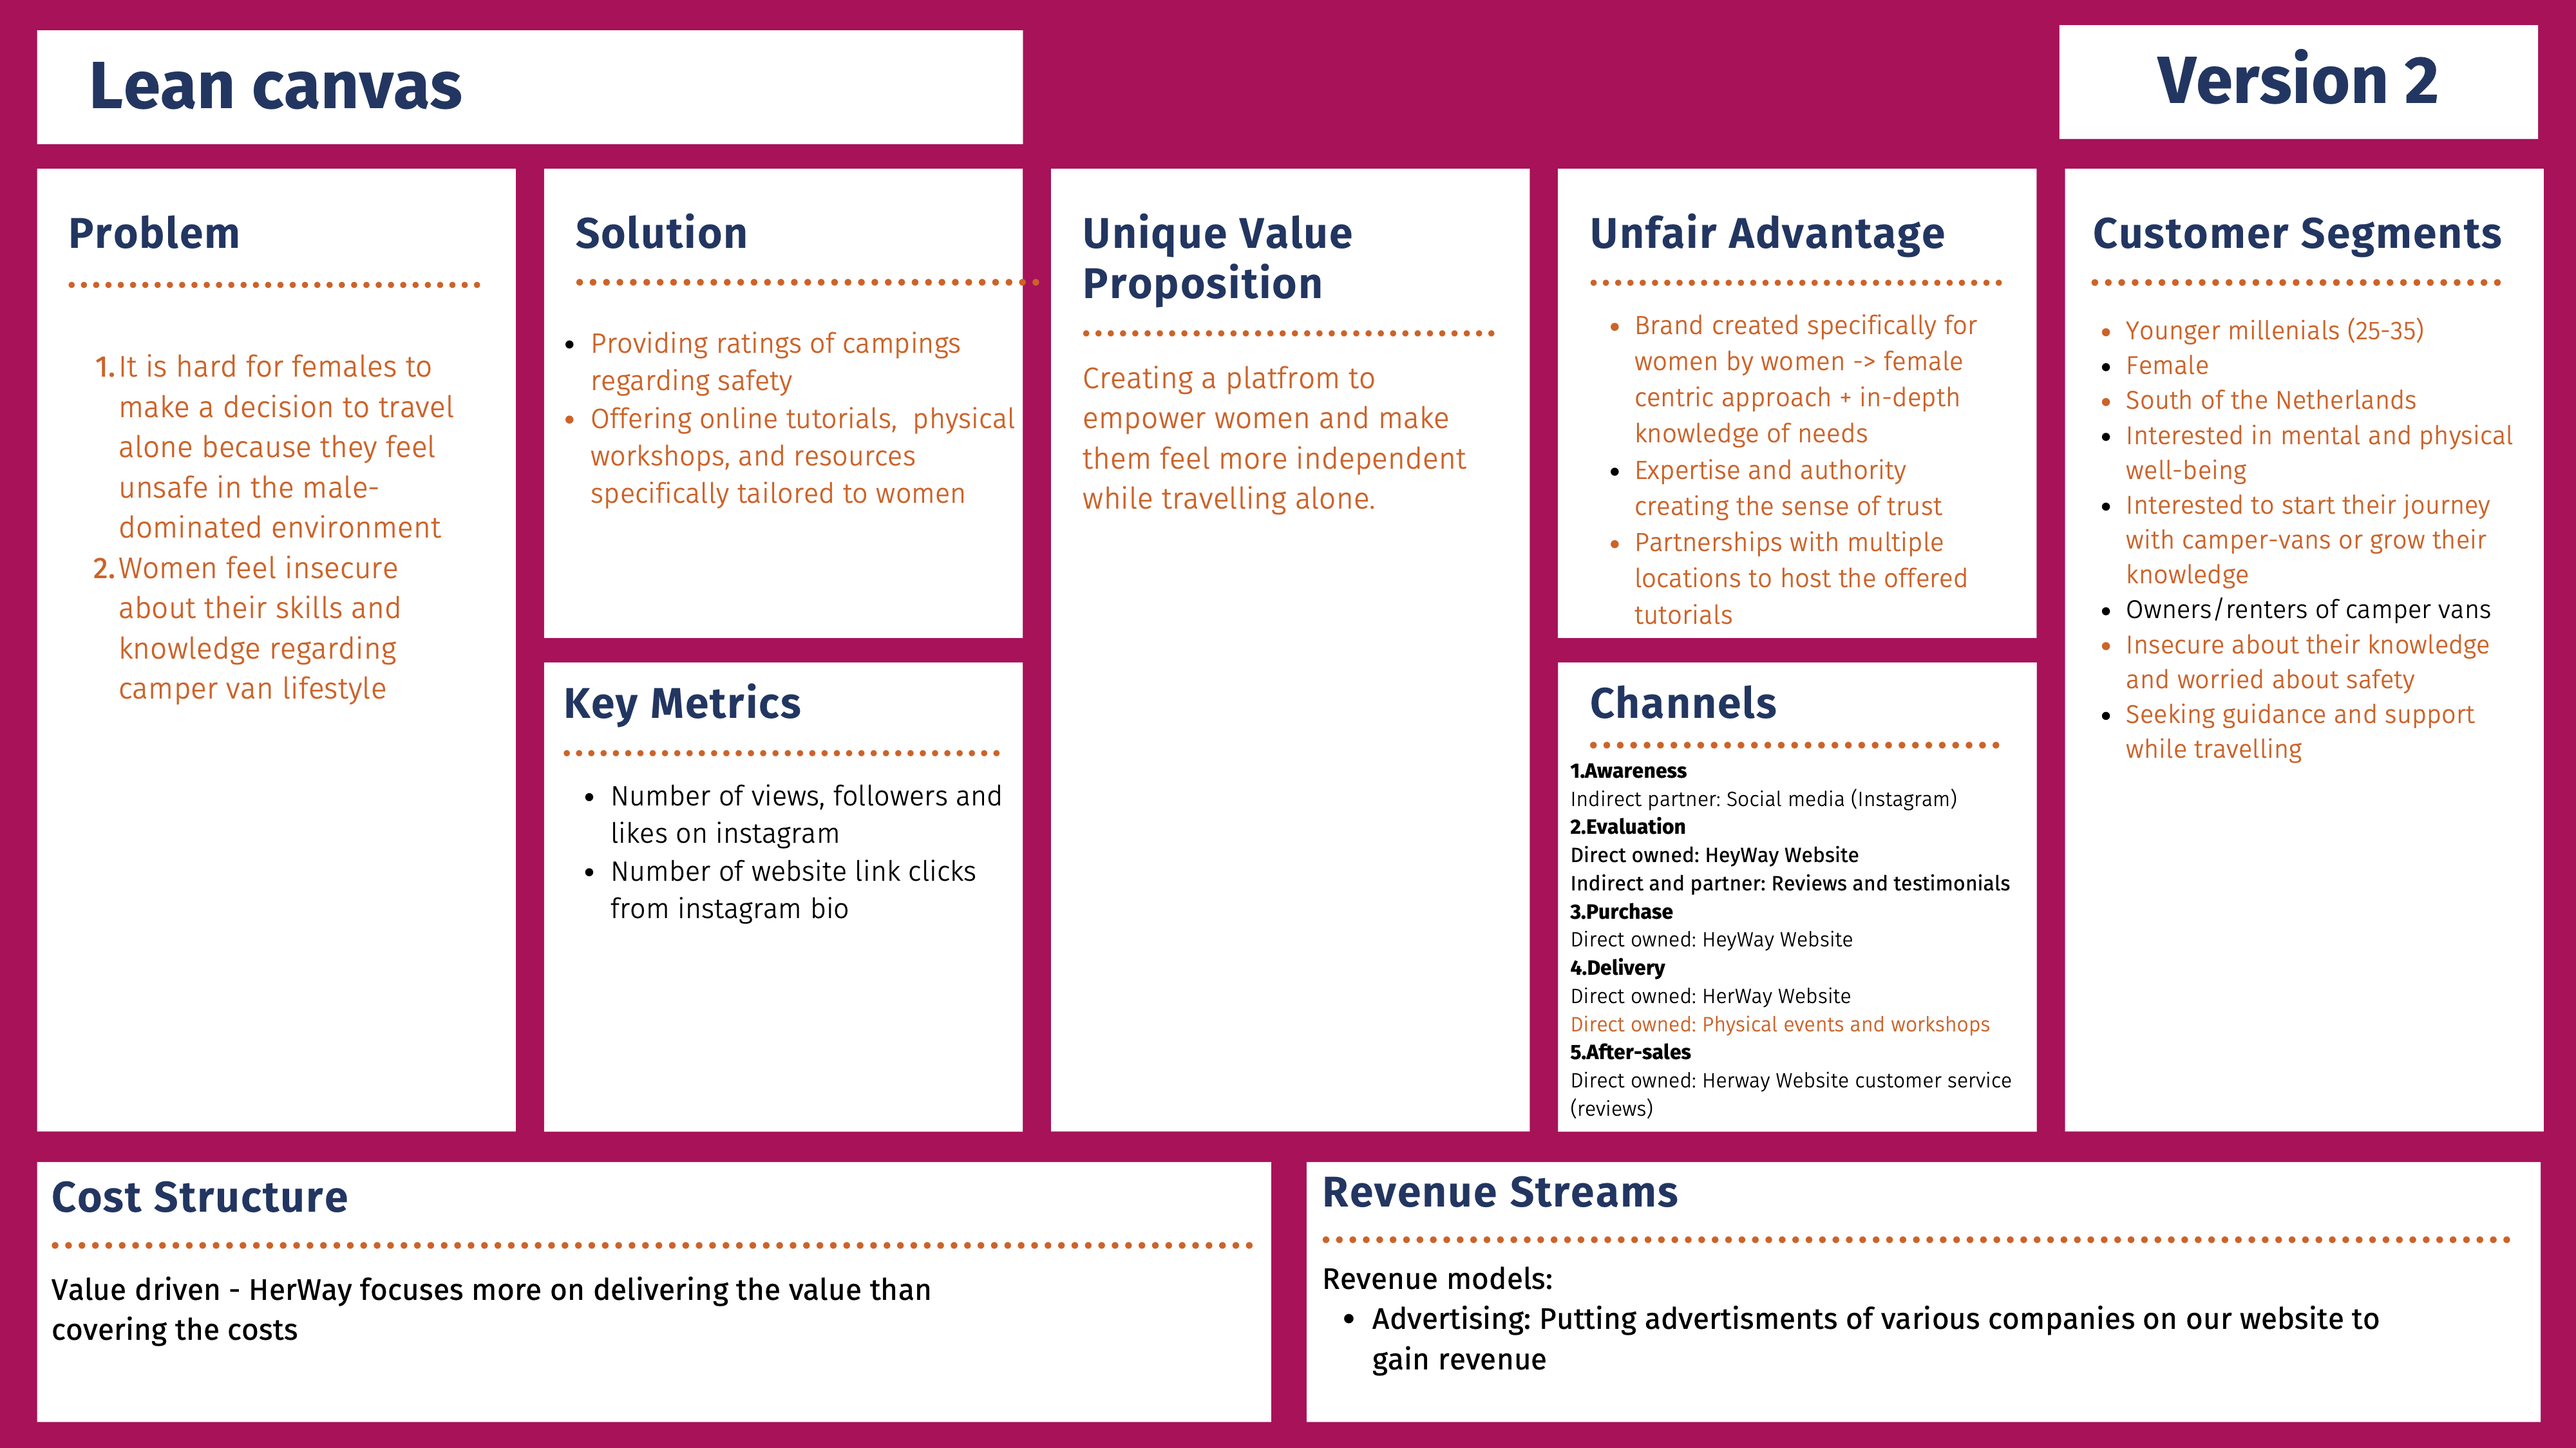 Lean canvas
Version 2
Problem
1. It is hard for females to
make a decision to travel
alone because they feel
unsafe in the male-
dominated environment
2. Women feel insecure
about their skills and
knowledge regarding
camper van lifestyle
Solution
• Providing ratings of campings
regarding safety
• Offering online tutorials,  physical
workshops, and resources
specifically tailored to women
Key Metrics
• Number of views, followers and
likes on instagram
• Number of website link clicks
from instagram bio
Unique Value
Proposition
Creating a platfrom to
empower women and make
them feel more independent
while travelling alone.
Unfair Advantage
• Brand created specifically for
women by women -> female
centric approach + in-depth
knowledge of needs
• Expertise and authority
creating the sense of trust
• Partnerships with multiple
locations to host the offered
tutorials
Channels
1.Awareness
Indirect partner: Social media (Instagram)
2.Evaluation
Direct owned: HeyWay Website
Indirect and partner: Reviews and testimonials
3.Purchase
Direct owned: HeyWay Website
4.Delivery
Direct owned: HerWay Website
Direct owned: Physical events and workshops
5.After-sales
Direct owned: Herway Website customer service
(reviews)
Customer Segments
• Younger millenials (25-35)
• Female
• South of the Netherlands
• Interested in mental and physical
well-being
• Interested to start their journey
with camper-vans or grow their
knowledge
• Owners/renters of camper vans
• Insecure about their knowledge
and worried about safety
• Seeking guidance and support
while travelling
Cost Structure
Value driven - HerWay focuses more on delivering the value than
covering the costs
Revenue Streams
Revenue models:
• Advertising: Putting advertisments of various companies on our website to
gain revenue